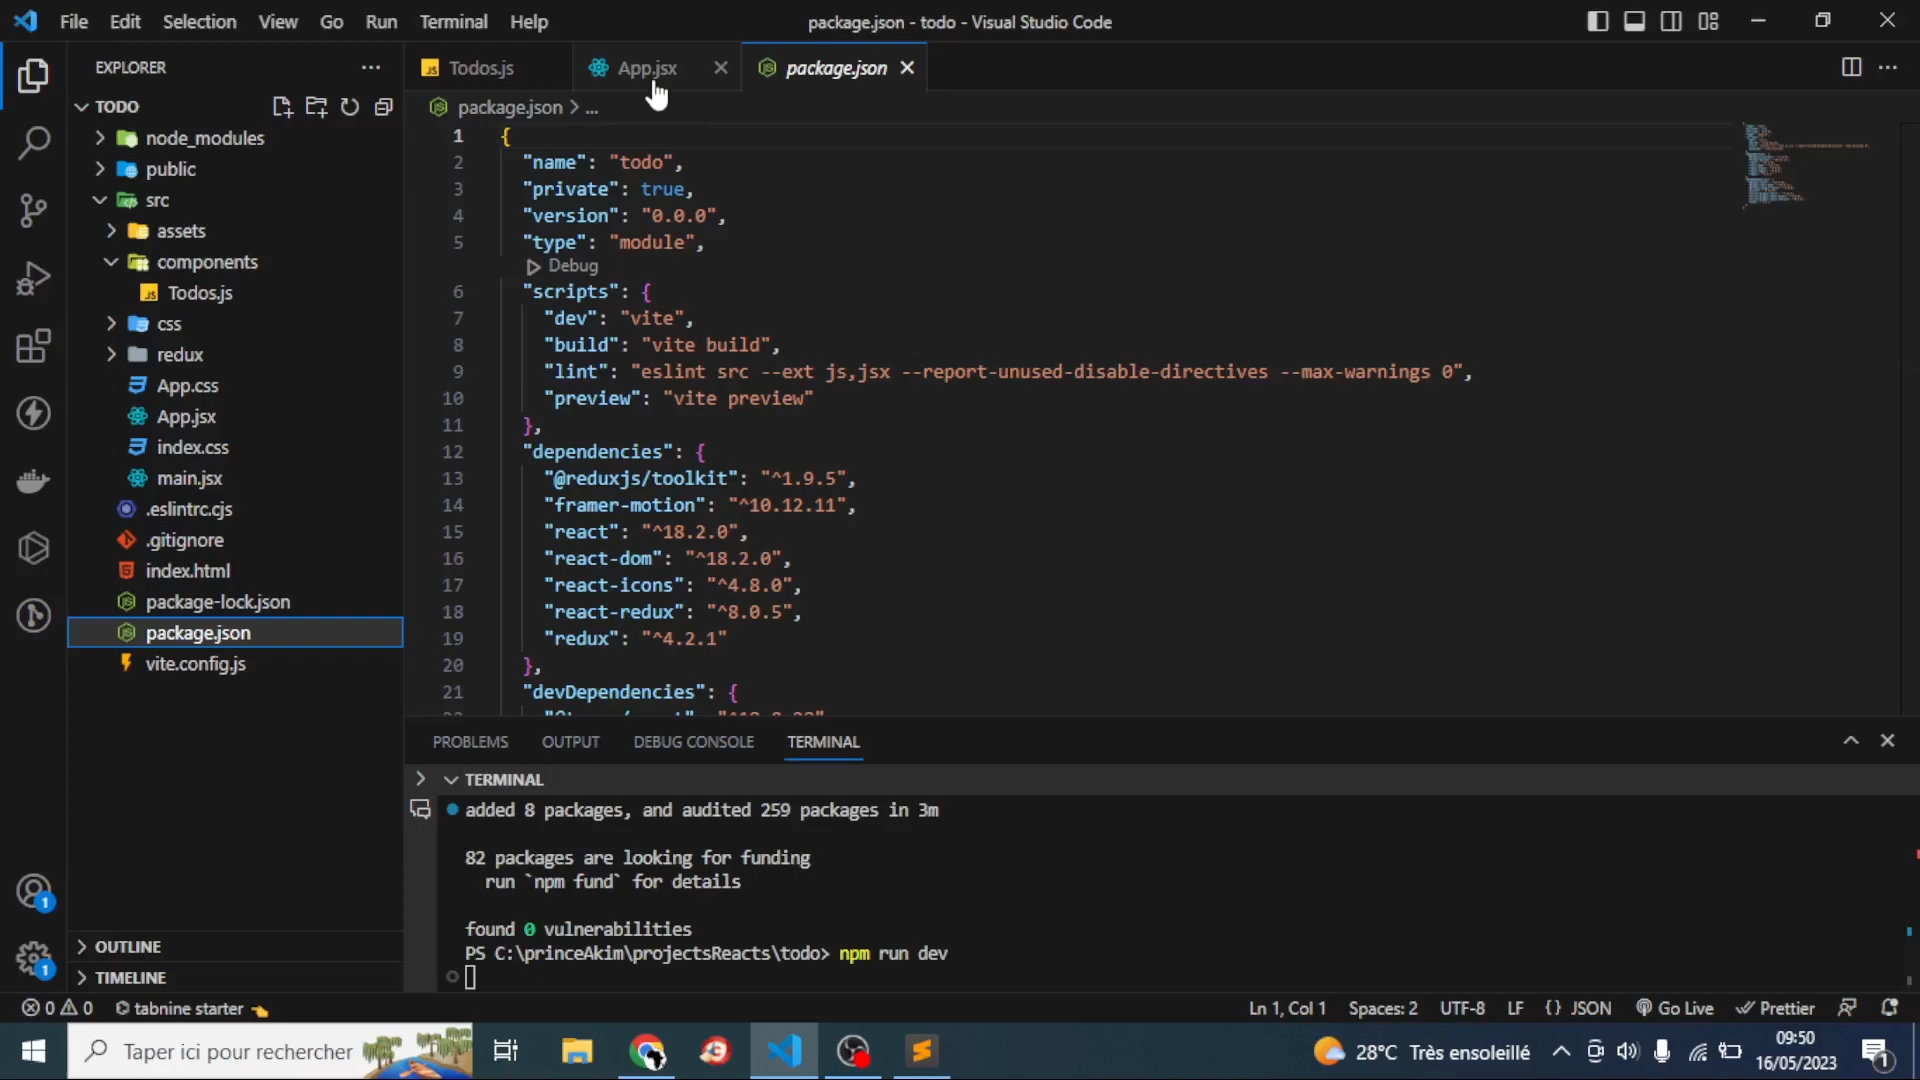 File Edit Selection View Go Run Terminal Help
package.json - todo - Visual Studio Code
EXPLORER
TODO
node_modules
public
src
assets
components
Todos.js
css
redux
App.css
App.jsx
index.css
main.jsx
.eslintrc.cjs
.gitignore
index.html
package-lock.json
package.json
vite.config.js
OUTLINE
TIMELINE
Todos.js
App.jsx
package.json
package.json > ...
1 {
2 "name": "todo",
3 "private": true,
4 "version": "0.0.0",
5 "type": "module",
Debug
6 "scripts": {
7 "dev": "vite",
8 "build": "vite build",
9 "lint": "eslint src --ext js,jsx --report-unused-disable-directives --max-warnings 0",
10 "preview": "vite preview"
11 },
12 "dependencies": {
13 "@reduxjs/toolkit": "^1.9.5",
14 "framer-motion": "^10.12.11",
15 "react": "^18.2.0",
16 "react-dom": "^18.2.0",
17 "react-icons": "^4.8.0",
18 "react-redux": "^8.0.5",
19 "redux": "^4.2.1"
20 },
21 "devDependencies": {
PROBLEMS OUTPUT DEBUG CONSOLE TERMINAL
TERMINAL
added 8 packages, and audited 259 packages in 3m
82 packages are looking for funding
run `npm fund` for details
found 0 vulnerabilities
PS C:\princeAkim\projectsReacts\todo> npm run dev
1
1
0 0 tabnine starter
Ln 1, Col 1 Spaces: 2 UTF-8 LF {} JSON Go Live Prettier
Taper ici pour rechercher
28°C Très ensoleillé
09:50
16/05/2023
1